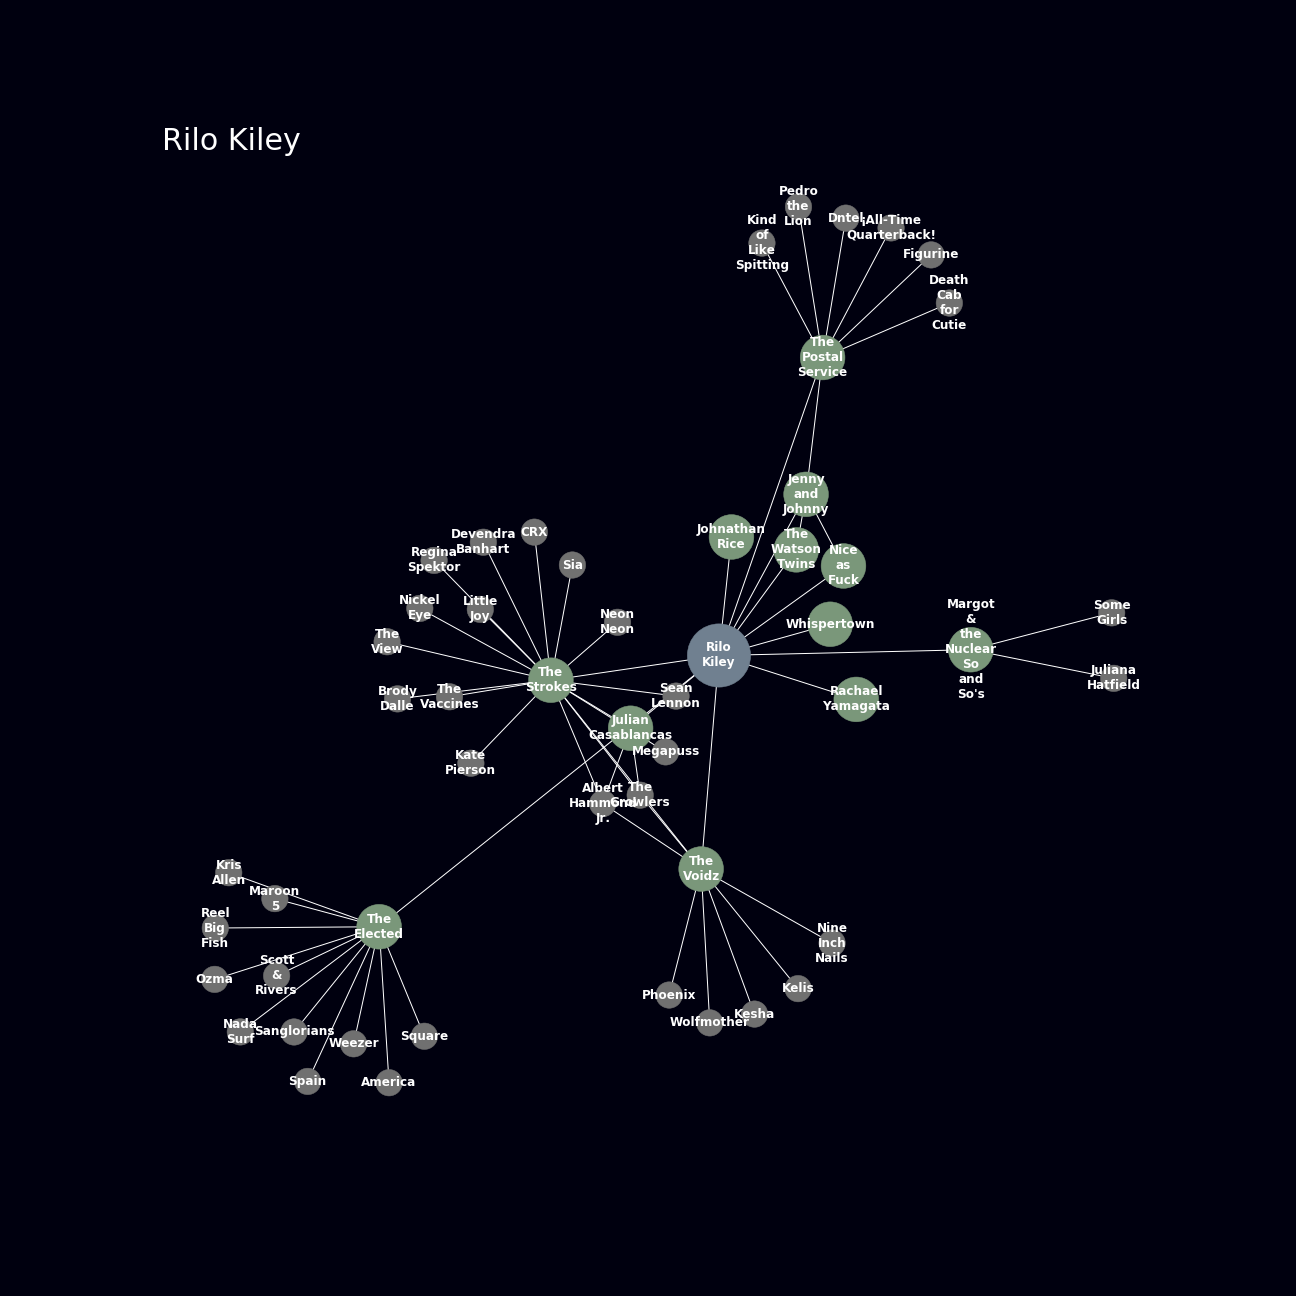 Rilo Kiley
Pedro
the
Lion
Kind
of
Like
Spitting
Dntel
¡All-Time
Quarterback!
Figurine
Death
Cab
for
Cutie
The
Postal
Service
Jenny
and
Johnny
Johnathan
Rice
The
Watson
Twins
Nice
as
Fuck
Whispertown
Rilo
Kiley
Rachael
Yamagata
Margot
&
the
Nuclear
So
and
So's
Some
Girls
Juliana
Hatfield
CRX
Devendra
Banhart
Regina
Spektor
Sia
Nickel
Eye
Little
Joy
Neon
Neon
The
View
The
Strokes
Brody
Dalle
The
Vaccines
Sean
Lennon
Julian
Casablancas
Megapuss
Kate
Pierson
Albert
Hammond
Jr.
The
Growlers
The
Voidz
Kris
Allen
Maroon
5
Reel
Big
Fish
The
Elected
Ozma
Scott
&
Rivers
Nada
Surf
Sanglorians
Weezer
Square
Spain
America
Nine
Inch
Nails
Phoenix
Wolfmother
Kesha
Kelis